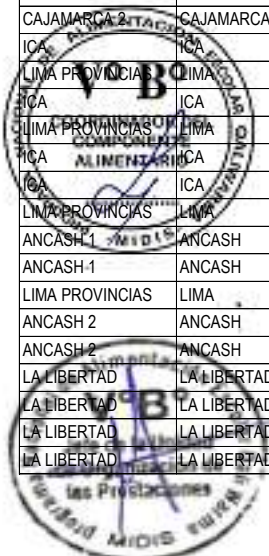 CAJAMARCA 2 CAJAMARCA
ICA ICA
LIMA PROVINCIAS LIMA
ICA ICA
LIMA PROVINCIAS LIMA
ICA ICA
ICA ICA
LIMA PROVINCIAS LIMA
ANCASH 1 ANCASH
ANCASH 1 ANCASH
LIMA PROVINCIAS LIMA
ANCASH 2 ANCASH
ANCASH 2 ANCASH
LA LIBERTAD LA LIBERTAD
LA LIBERTAD LA LIBERTAD
LA LIBERTAD LA LIBERTAD
LA LIBERTAD LA LIBERTAD
V° B°
COORDINADOR DEL
COMPONENTE
ALIMENTARIO
MIDIS
V° B°
las Prestaciones
MIDIS